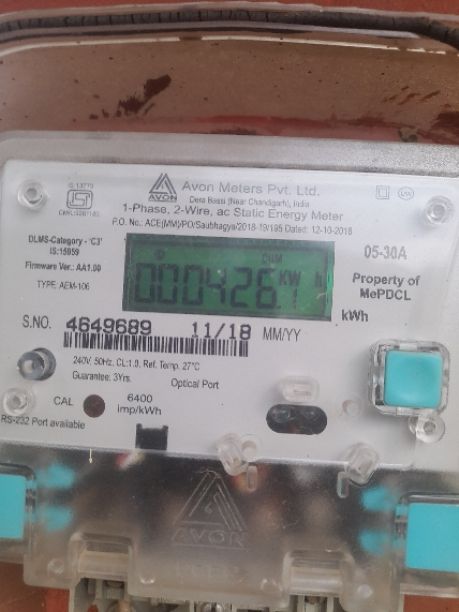 IS 13779
AVON
Avon Meters Pvt. Ltd.
Dera Bassi (Near Chandigarh), India
1-Phase, 2-Wire, ac Static Energy Meter
P.O. No.: ACE(MM)/PO/Saubhagya/2018-19/195 Dated: 12-10-2018
DLMS-Category - 'C3'
IS:15959
Firmware Ver.: AA1.00
TYPE: AEM-106
CUM
000426.1 KW h
05-30A
Property of
MePDCL
kWh
S.NO. 4649689 11/18 MM/YY
240V, 50Hz, CL:1.0, Ref. Temp. 27°C
Guarantee: 3Yrs.
Optical Port
CAL
6400
imp/kWh
RS-232 Port available
AVON